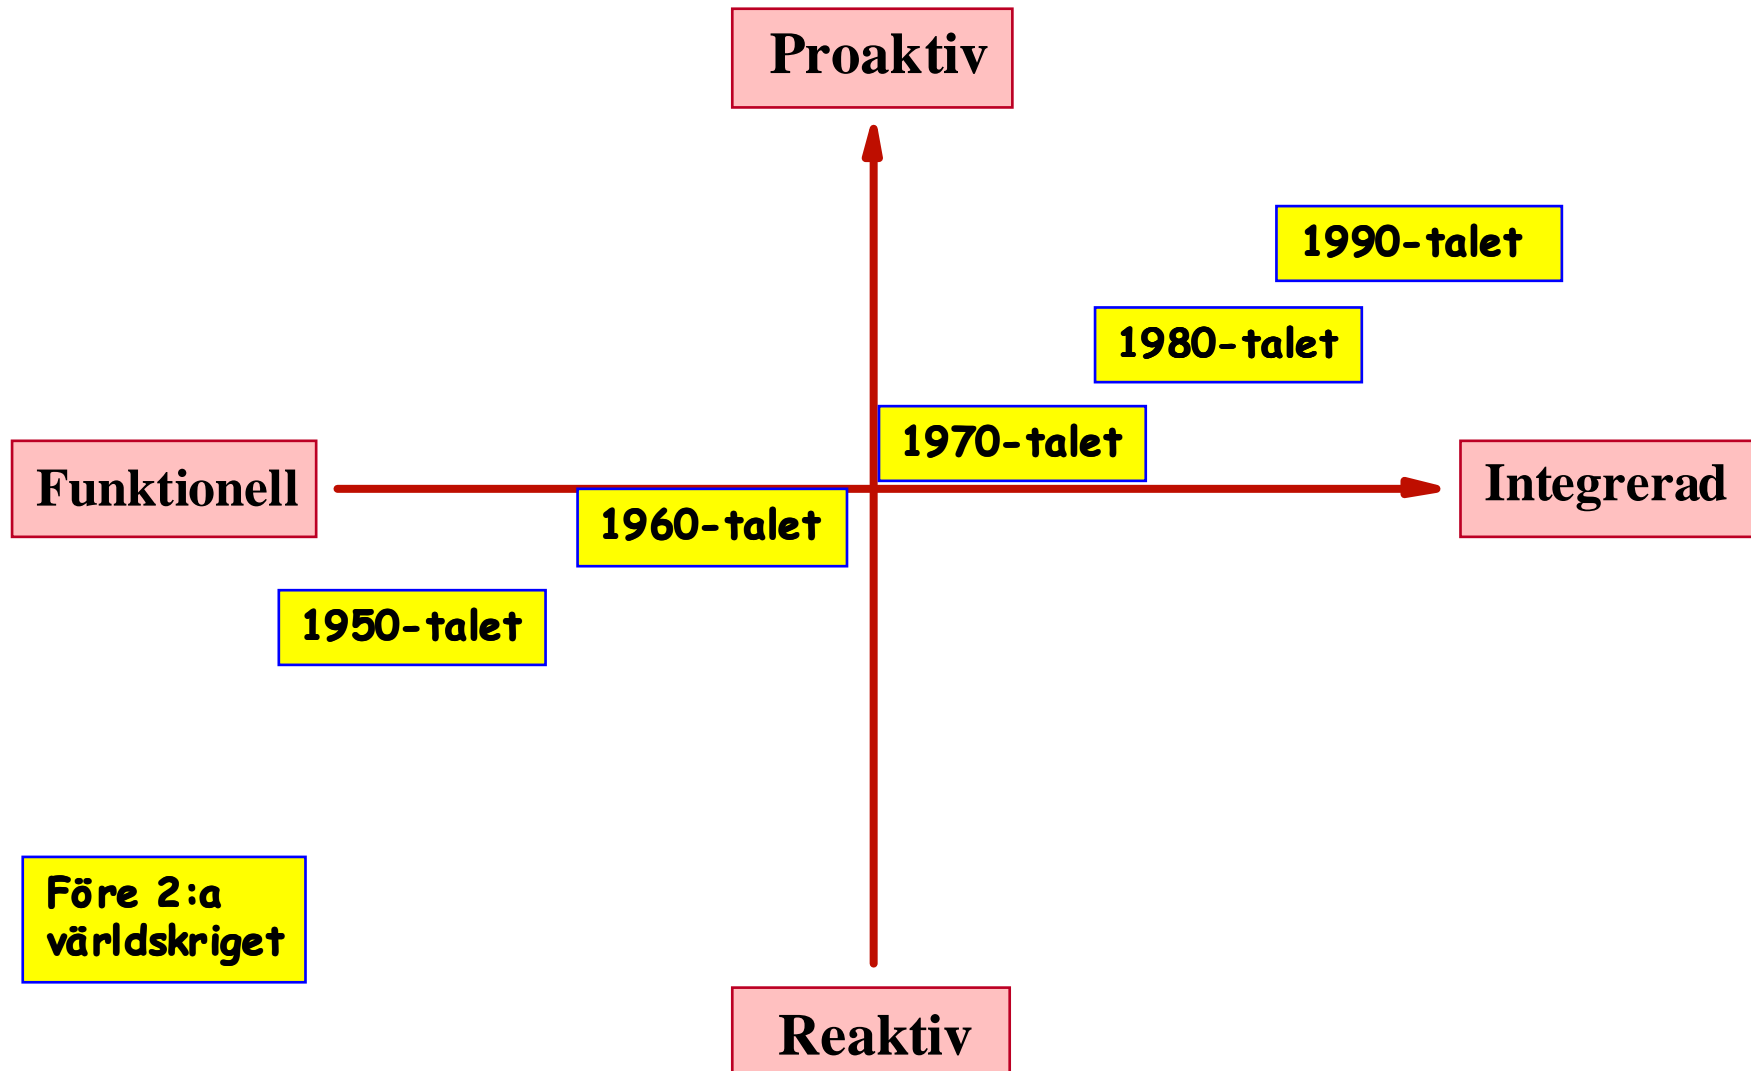 Proaktiv
1990-talet
1980-talet
1970-talet
Funktionell
Integrerad
1960-talet
1950-talet
Före 2:a
världskriget
Reaktiv